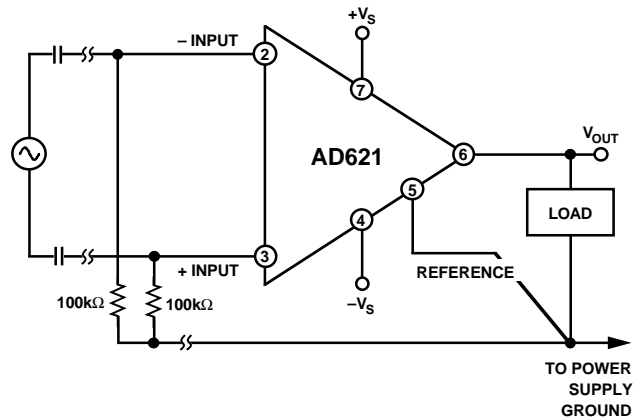 +VS
– INPUT
2
7
VOUT
AD621
6
5
LOAD
4
3
+ INPUT
REFERENCE
–VS
100kΩ
100kΩ
TO POWER
SUPPLY
GROUND